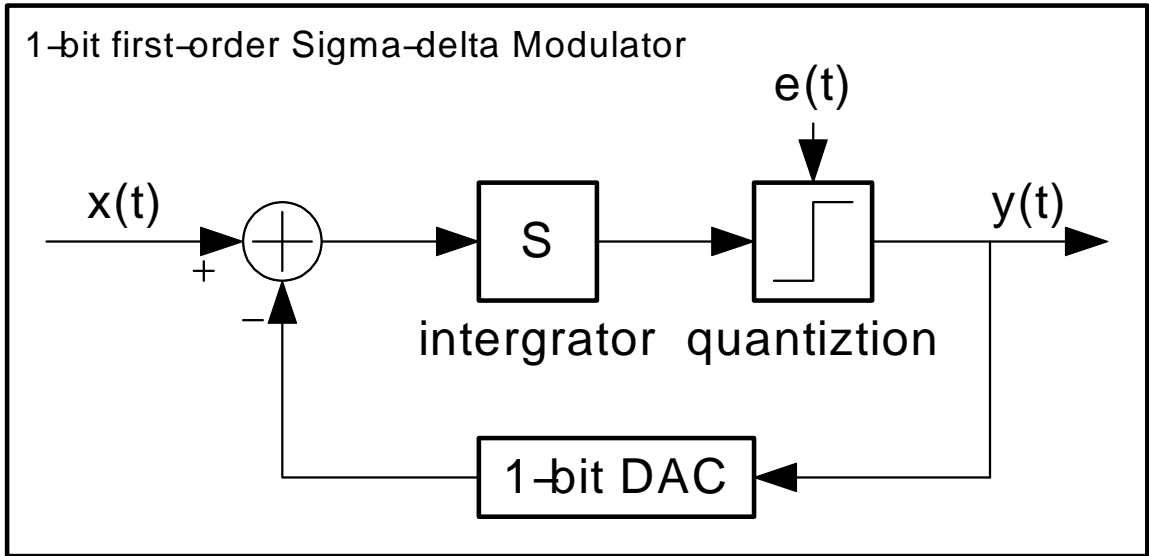 1–bit first–order Sigma–delta Modulator
e(t)
x(t)
y(t)
+
S
–
intergrator
quantiztion
1–bit DAC